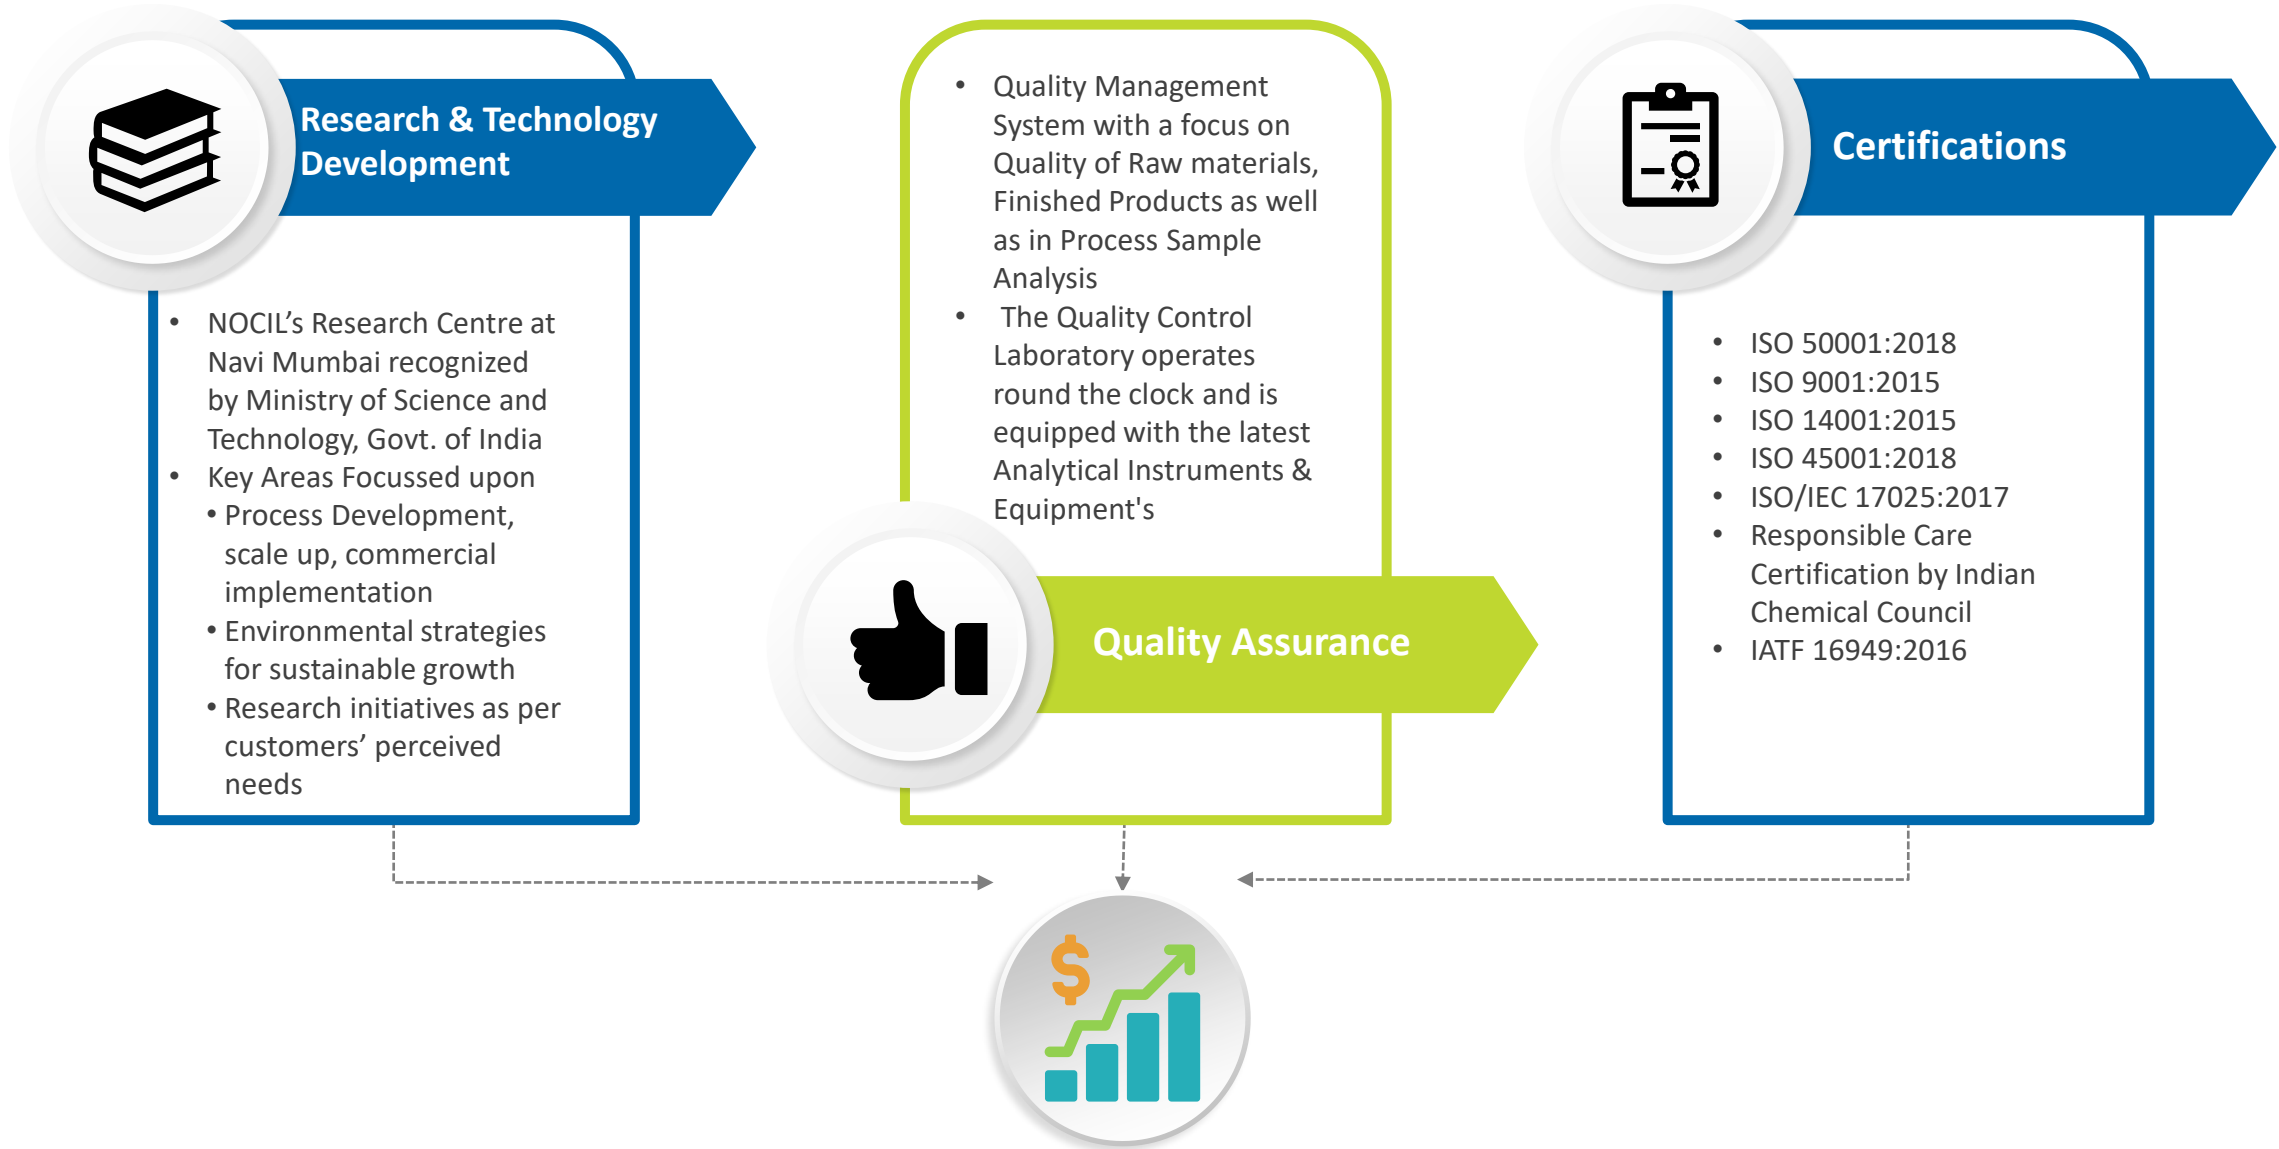 Research & Technology
Development
• NOCIL’s Research Centre at
Navi Mumbai recognized
by Ministry of Science and
Technology, Govt. of India
• Key Areas Focussed upon
• Process Development,
scale up, commercial
implementation
• Environmental strategies
for sustainable growth
• Research initiatives as per
customers’ perceived
needs
• Quality Management
System with a focus on
Quality of Raw materials,
Finished Products as well
as in Process Sample
Analysis
• The Quality Control
Laboratory operates
round the clock and is
equipped with the latest
Analytical Instruments &
Equipment's
Quality Assurance
Certifications
• ISO 50001:2018
• ISO 9001:2015
• ISO 14001:2015
• ISO 45001:2018
• ISO/IEC 17025:2017
• Responsible Care
Certification by Indian
Chemical Council
• IATF 16949:2016
$